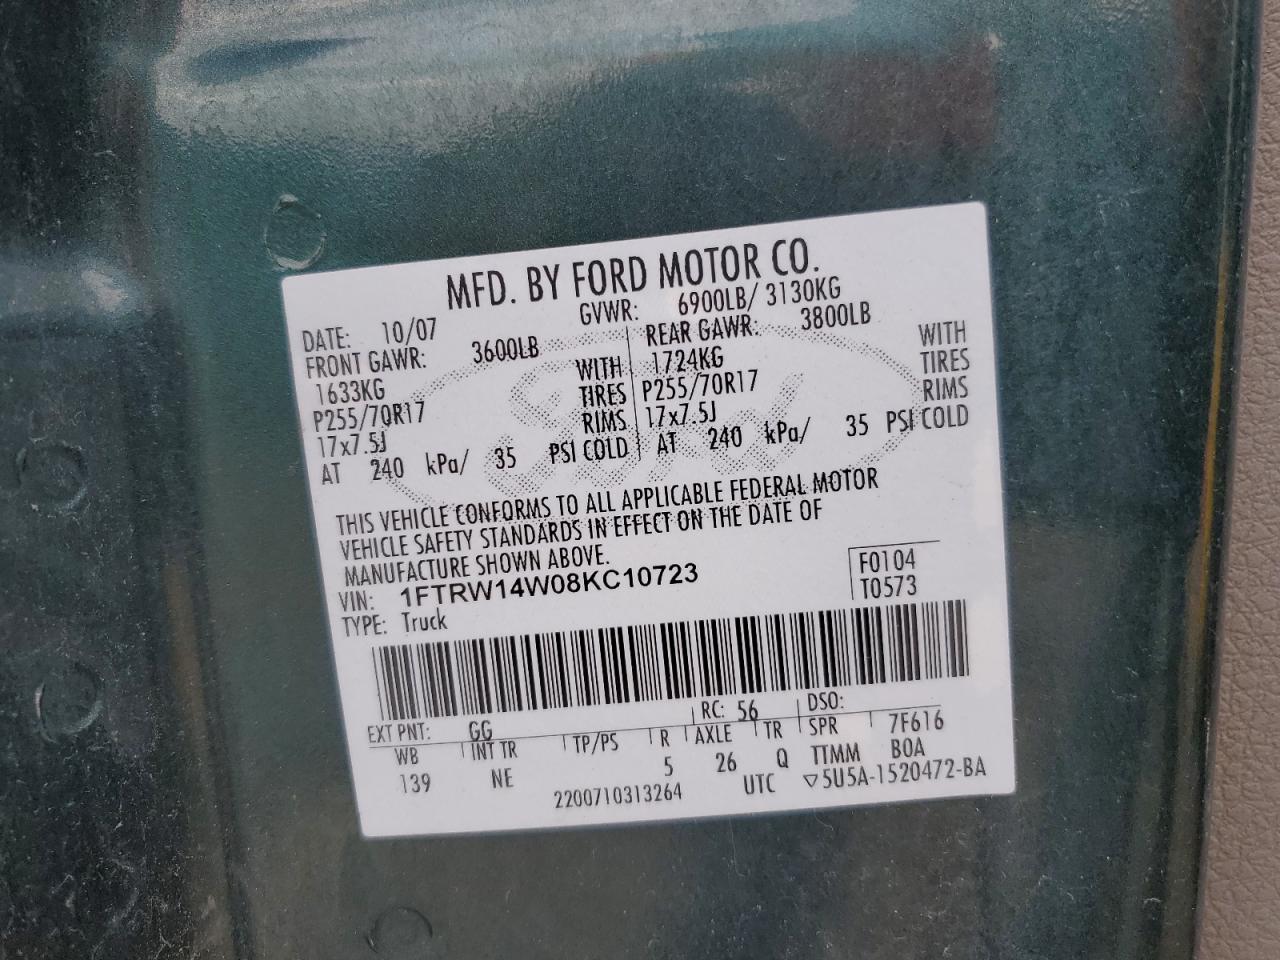 MFD. BY FORD MOTOR CO.
DATE: 10/07 GVWR: 6900LB/ 3130KG
FRONT GAWR: 3600LB REAR GAWR: 3800LB
1633KG WITH 1724KG WITH
P255/70R17 TIRES P255/70R17 TIRES
17x7.5J RIMS 17x7.5J RIMS
AT 240 kPa/ 35 PSI COLD AT 240 kPa/ 35 PSI COLD
THIS VEHICLE CONFORMS TO ALL APPLICABLE FEDERAL MOTOR
VEHICLE SAFETY STANDARDS IN EFFECT ON THE DATE OF
MANUFACTURE SHOWN ABOVE.
VIN: 1FTRW14W08KC10723 F0104
TYPE: Truck T0573
EXT PNT: GG RC: 56 DSO:
WB INT TR TP/PS R AXLE TR SPR 7F616
139 NE 5 26 Q TTMM BOA
2200710313264 UTC ▽5U5A-1520472-BA